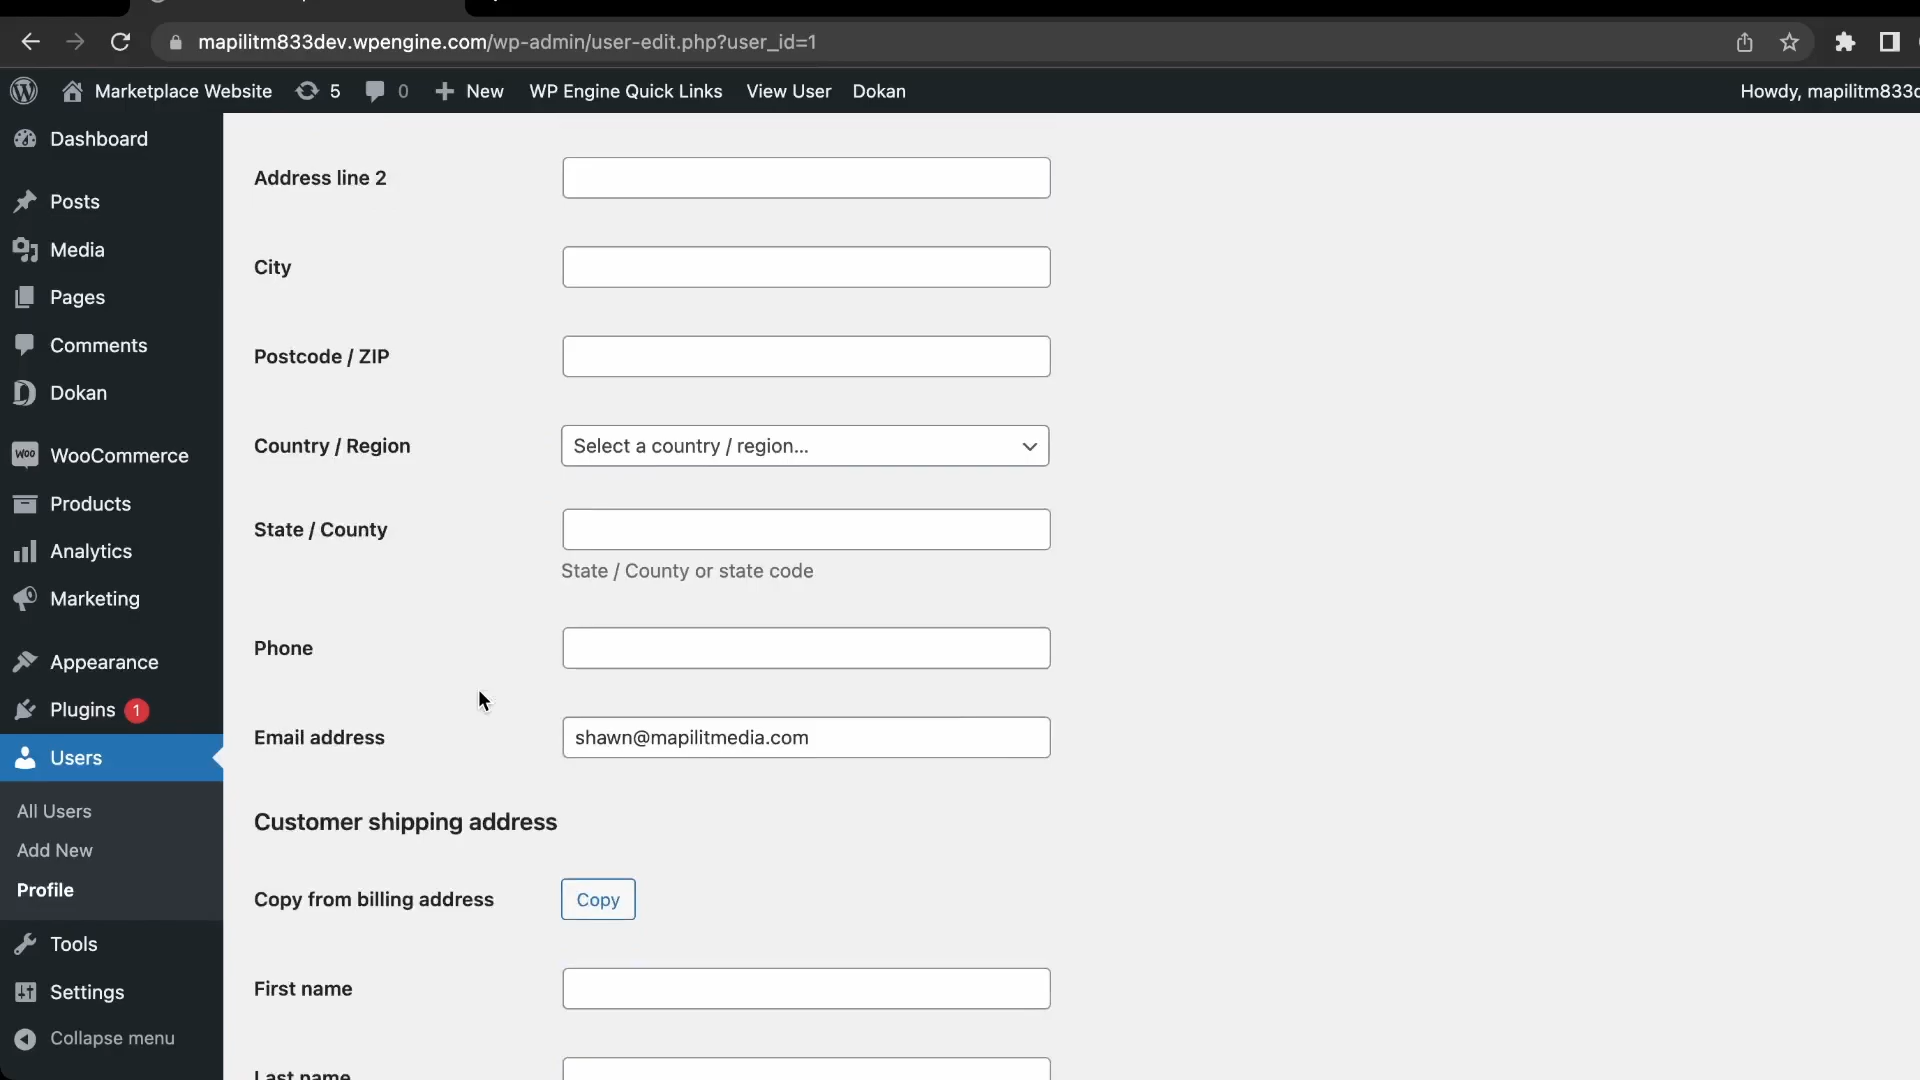 mapilitm833dev.wpengine.com/wp-admin/user-edit.php?user_id=1
Marketplace Website 5 0 New WP Engine Quick Links View User Dokan Howdy, mapilitm833d
Dashboard
Posts
Media
Pages
Comments
Dokan
WooCommerce
Products
Analytics
Marketing
Appearance
Plugins 1
Users
All Users
Add New
Profile
Tools
Settings
Collapse menu
Address line 2
City
Postcode / ZIP
Country / Region Select a country / region...
State / County
State / County or state code
Phone
Email address shawn@mapilitmedia.com
Customer shipping address
Copy from billing address Copy
First name
Last name